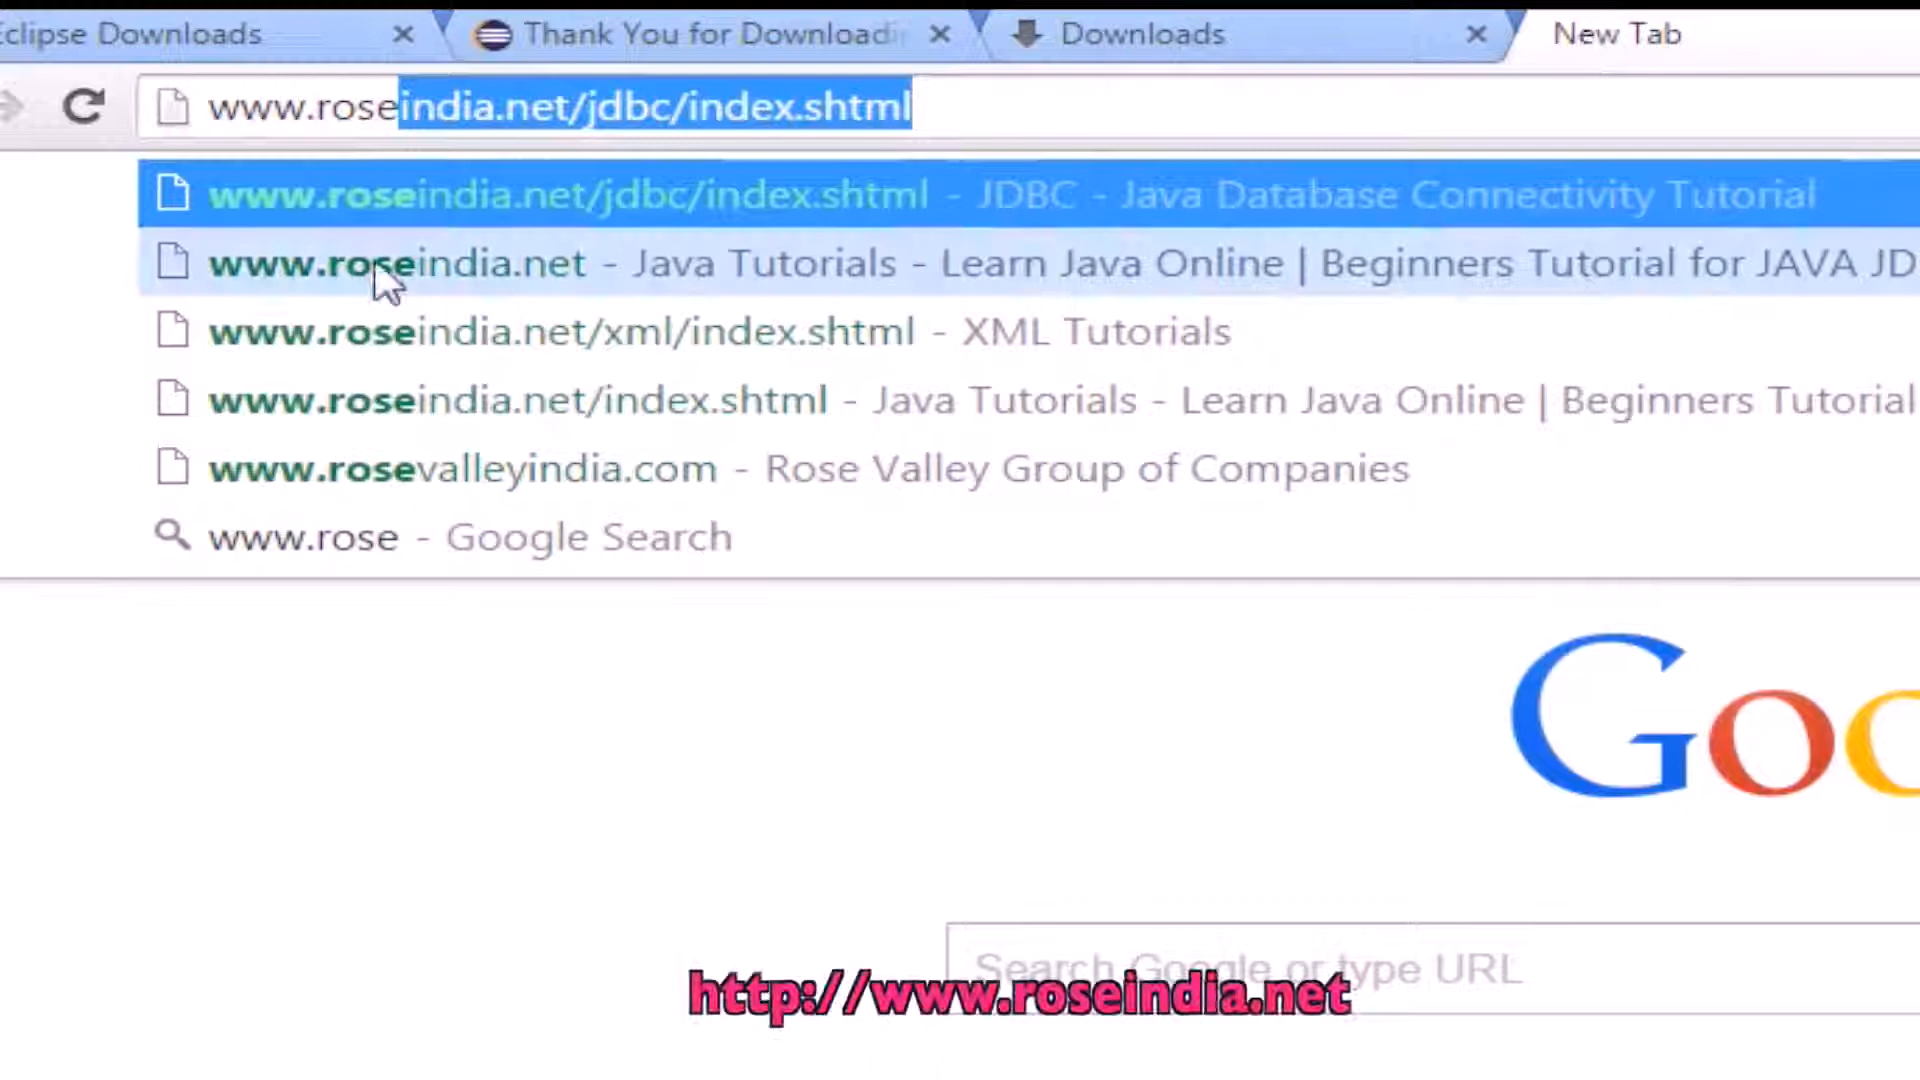 Eclipse Downloads
Thank You for Downloadi
Downloads
New Tab
www.roseindia.net/jdbc/index.shtml
www.roseindia.net/jdbc/index.shtml - JDBC - Java Database Connectivity Tutorial
www.roseindia.net - Java Tutorials - Learn Java Online | Beginners Tutorial for JAVA JD
www.roseindia.net/xml/index.shtml - XML Tutorials
www.roseindia.net/index.shtml - Java Tutorials - Learn Java Online | Beginners Tutorial
www.rosevalleyindia.com - Rose Valley Group of Companies
www.rose - Google Search
Goo
Search Google or type URL
http://www.roseindia.net